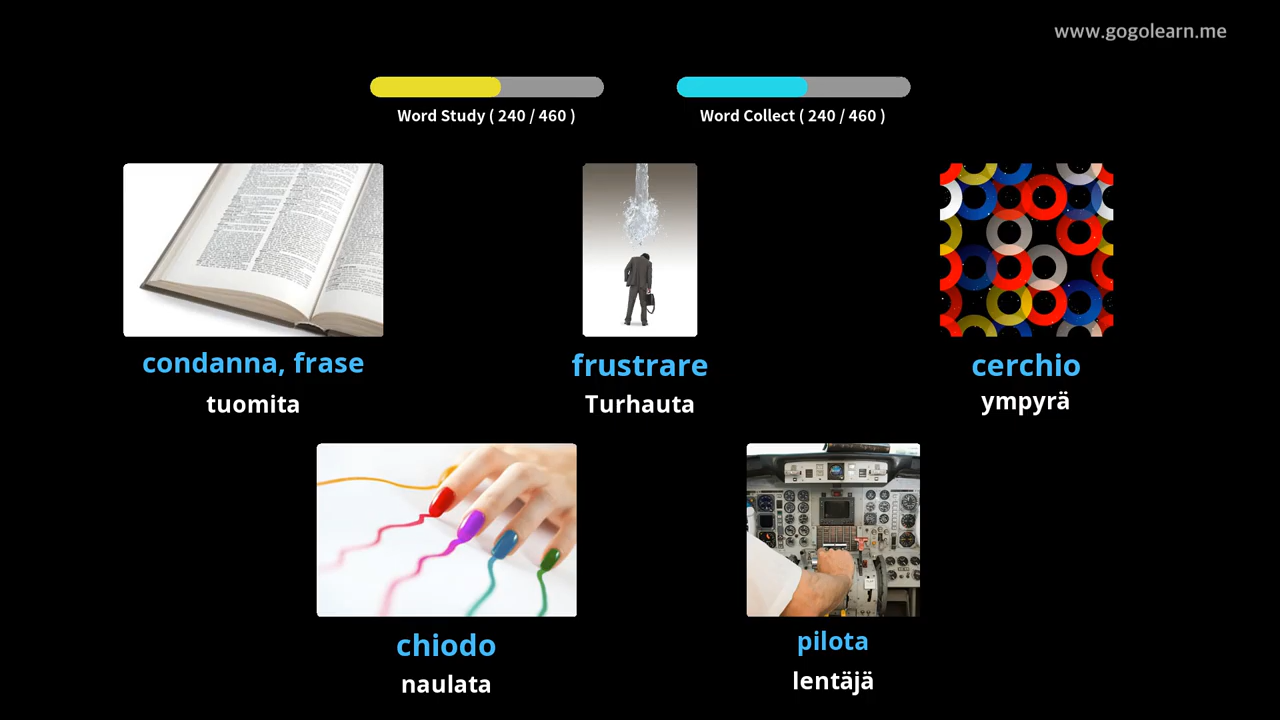 www.gogolearn.me
Word Study ( 240 / 460 )
Word Collect ( 240 / 460 )
condanna, frase
tuomita
frustrare
Turhauta
cerchio
ympyrä
chiodo
naulata
pilota
lentäjä